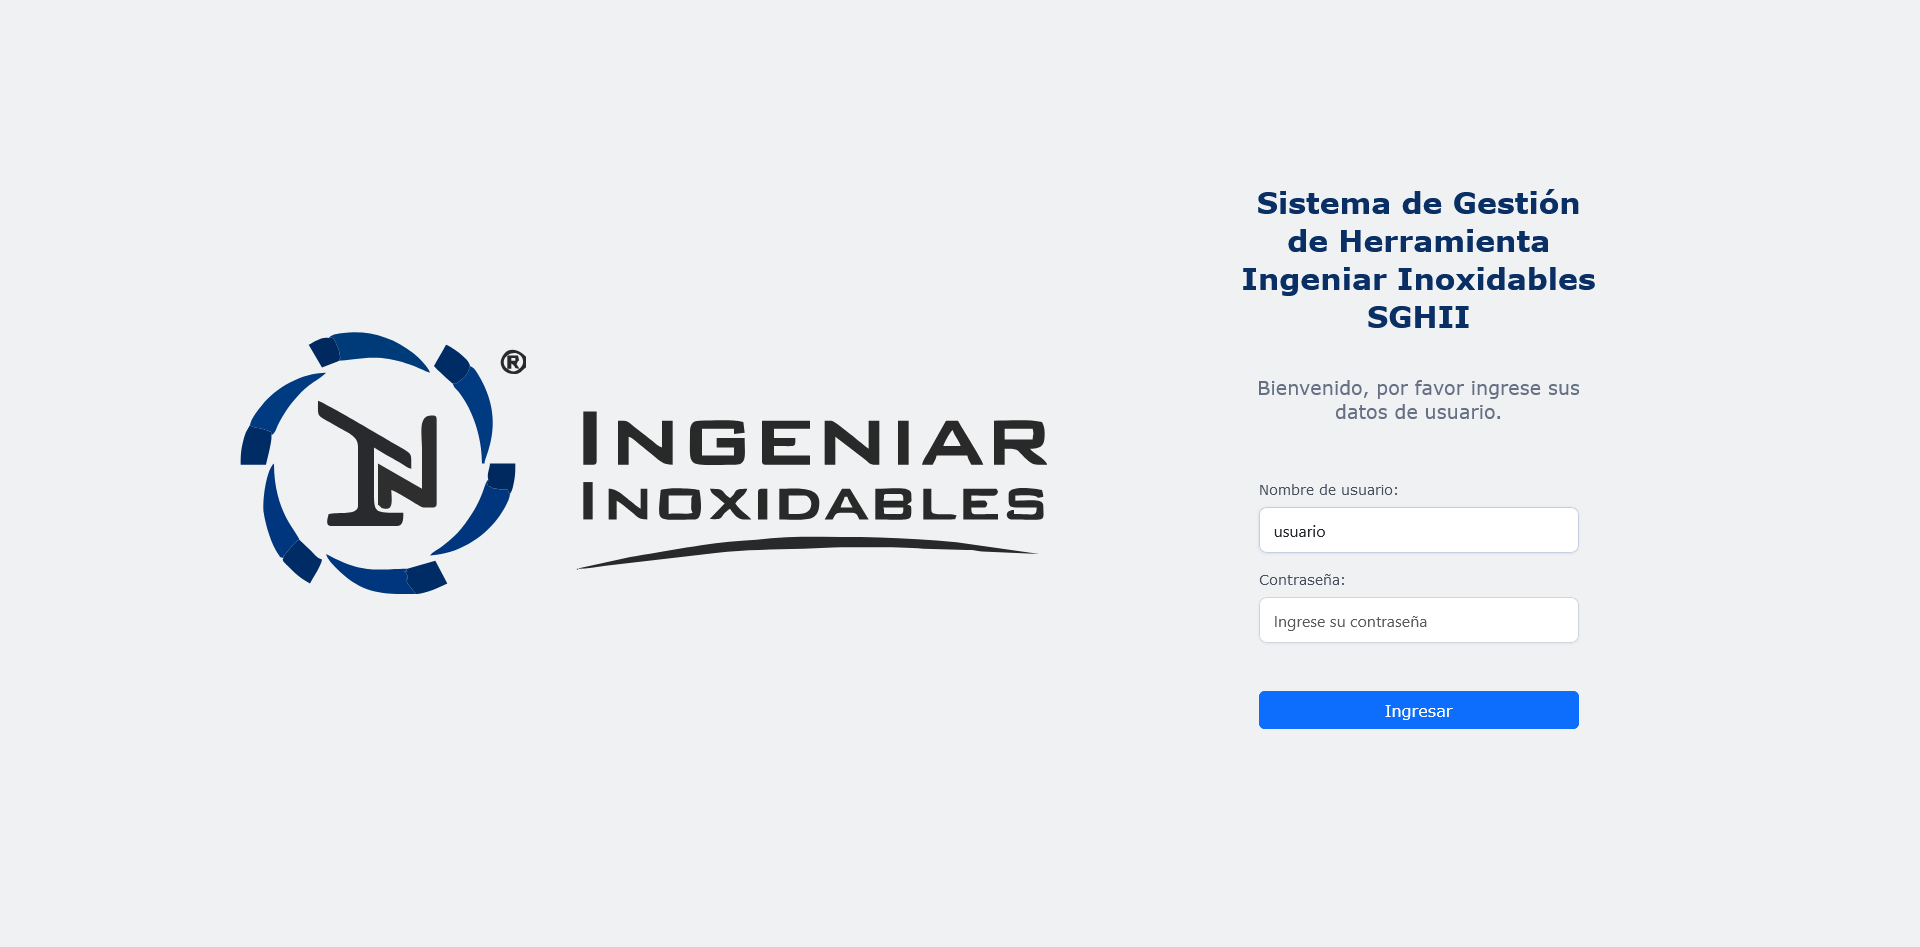 ®
INGENIAR
INOXIDABLES
Sistema de Gestión
de Herramienta
Ingeniar Inoxidables
SGHII
Bienvenido, por favor ingrese sus
datos de usuario.
Nombre de usuario:
usuario
Contraseña:
Ingrese su contraseña
Ingresar